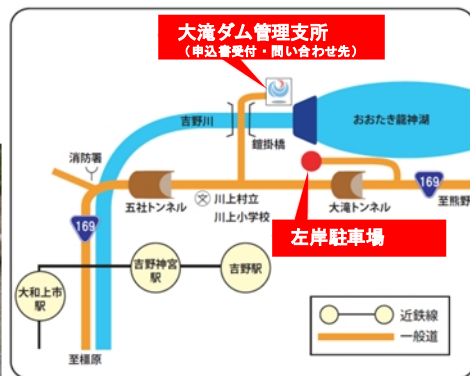 大滝ダム管理支所
（申込書受付・問い合わせ先）
吉野川
鎧掛橋
おおたき龍神湖
消防署
169
五社トンネル
文
川上村立
川上小学校
大滝トンネル
169
至熊野
左岸駐車場
大和上市
駅
吉野神宮
駅
吉野駅
近鉄線
一般道
至橿原